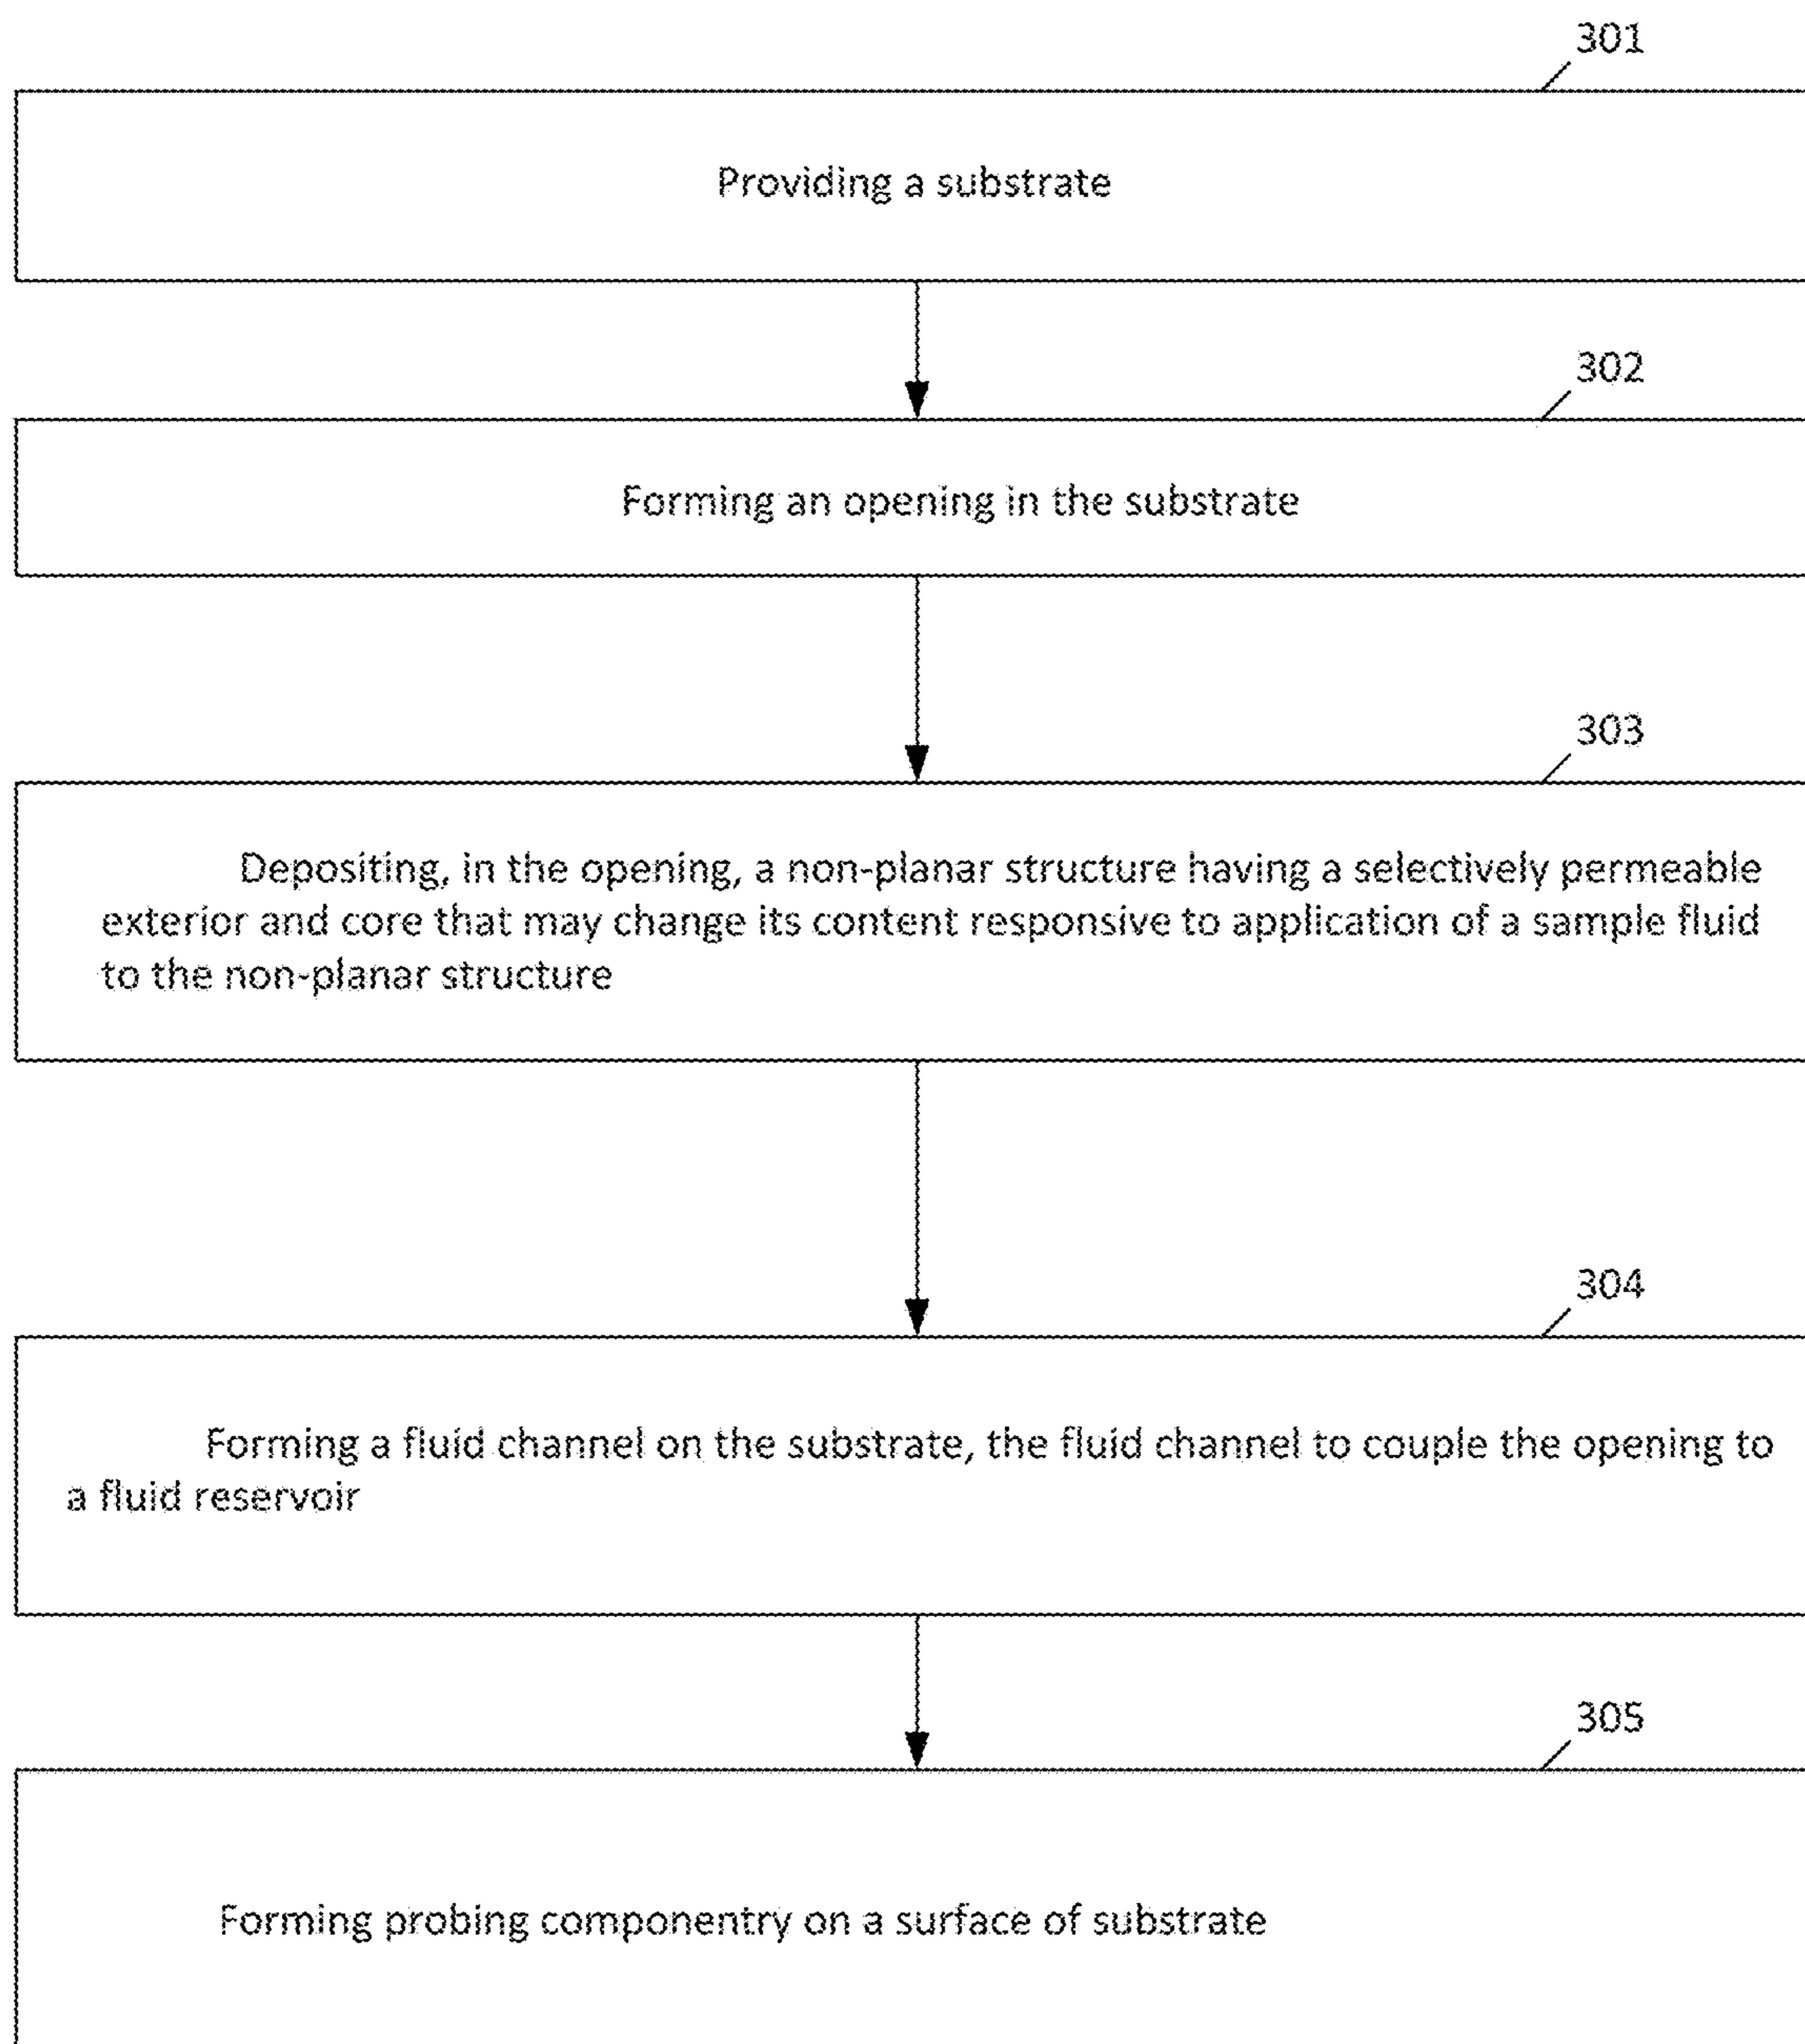 301
Providing a substrate
302
Forming an opening in the substrate
303
Depositing, in the opening, a non-planar structure having a selectively permeable
exterior and core that may change its content responsive to application of a sample fluid
to the non-planar structure
304
Forming a fluid channel on the substrate, the fluid channel to couple the opening to
a fluid reservoir
305
Forming probing componentry on a surface of substrate